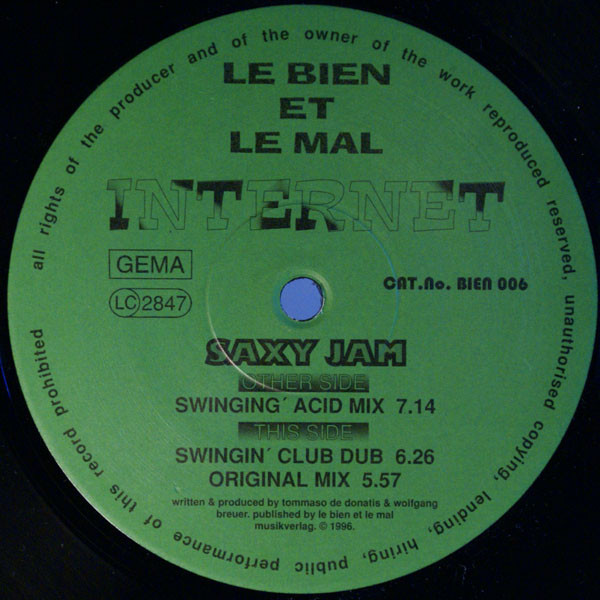 all rights of the producer and of the owner of the work reproduced reserved, unauthorised copying, lending, hiring, public performance of this record prohibited
LE BIEN
ET
LE MAL
INTERNET
GEMA
LC 2847
CAT.No. BIEN 006
SAXY JAM
OTHER SIDE
SWINGING´ ACID MIX 7.14
THIS SIDE
SWINGIN´ CLUB DUB 6.26
ORIGINAL MIX 5.57
written & produced by tommaso de donatis & wolfgang
breuer. published by le bien et le mal
musikverlag. © 1996.